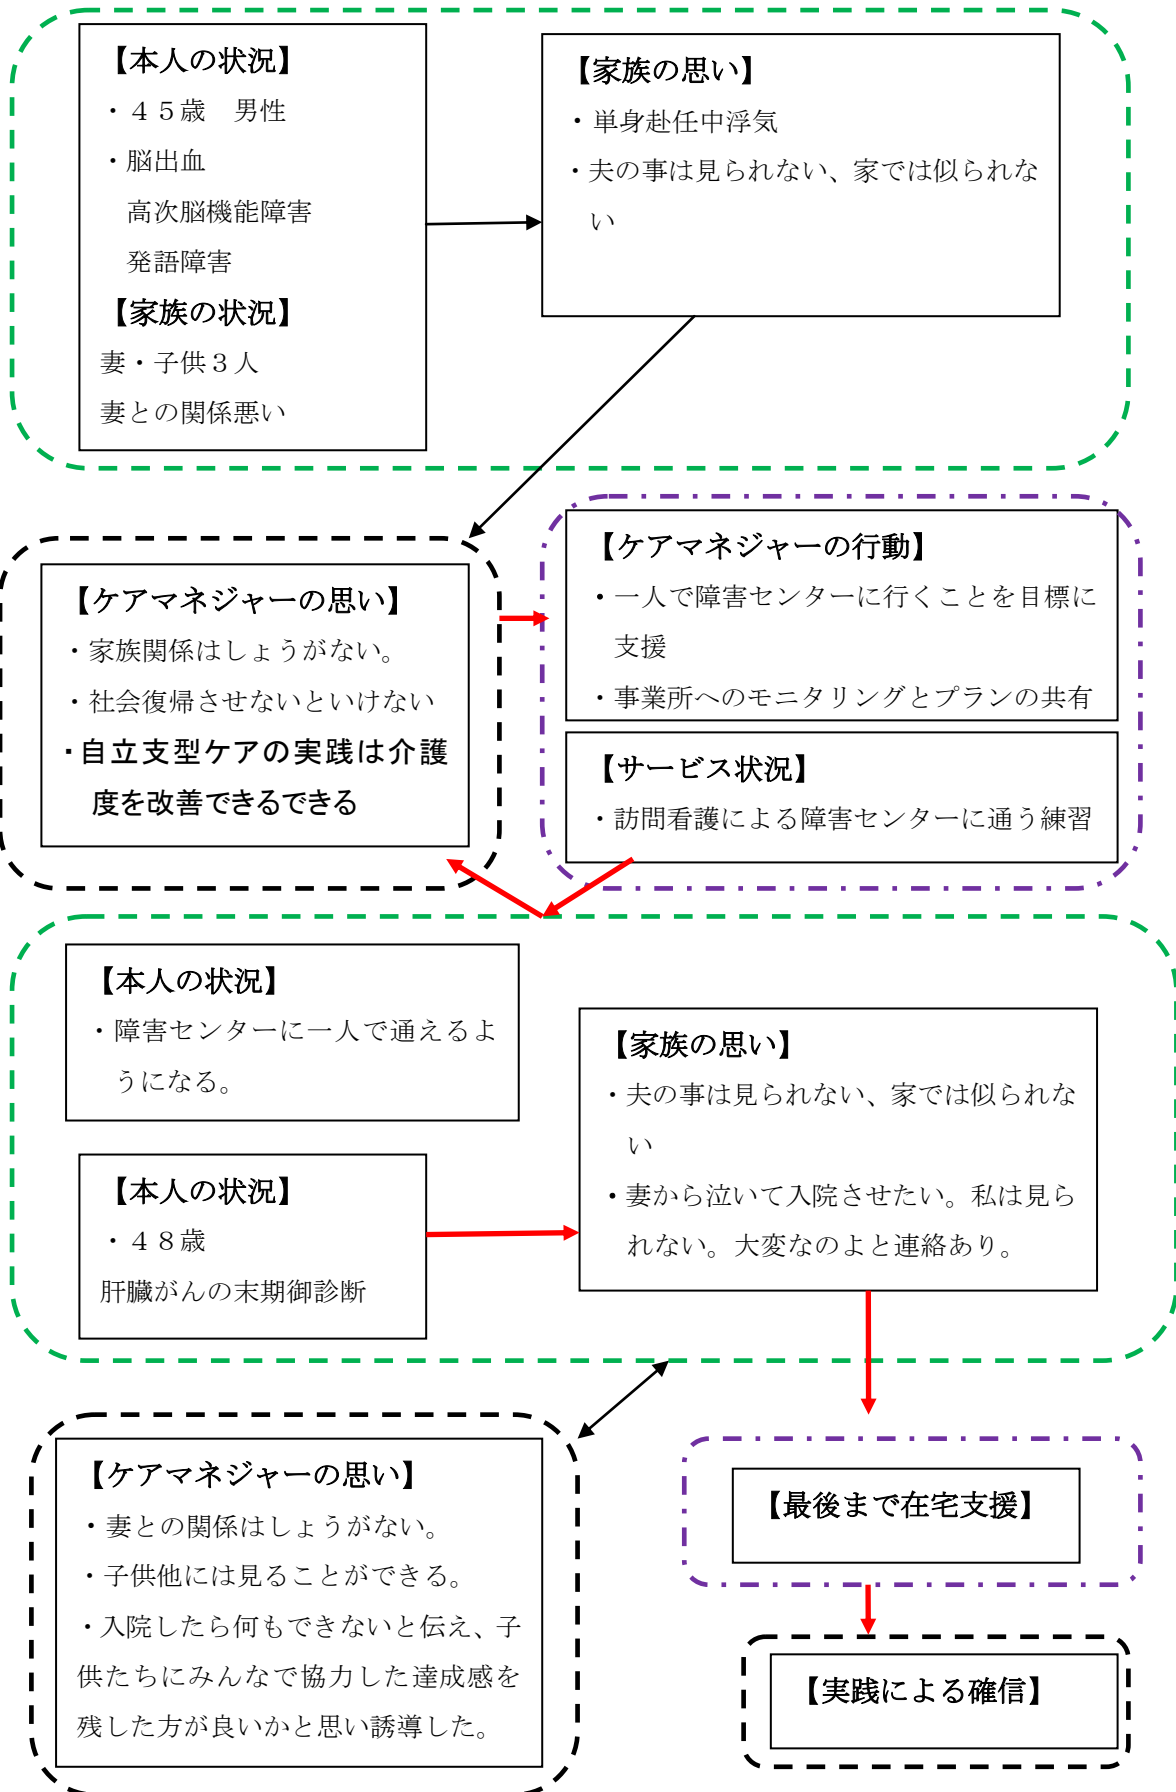 【本人の状況】
・４５歳　男性
・脳出血
高次脳機能障害
発語障害
【家族の状況】
妻・子供３人
妻との関係悪い
【家族の思い】
・単身赴任中浮気
・夫の事は見られない、家では似られな
い
【ケアマネジャーの思い】
・家族関係はしょうがない。
・社会復帰させないといけない
・自立支型ケアの実践は介護
度を改善できるできる
【ケアマネジャーの行動】
・一人で障害センターに行くことを目標に
支援
・事業所へのモニタリングとプランの共有
【サービス状況】
・訪問看護による障害センターに通う練習
【本人の状況】
・障害センターに一人で通えるよ
うになる。
【本人の状況】
・４８歳
肝臓がんの末期御診断
【家族の思い】
・夫の事は見られない、家では似られな
い
・妻から泣いて入院させたい。私は見ら
れない。大変なのよと連絡あり。
【ケアマネジャーの思い】
・妻との関係はしょうがない。
・子供他には見ることができる。
・入院したら何もできないと伝え、子
供たちにみんなで協力した達成感を
残した方が良いかと思い誘導した。
【最後まで在宅支援】
【実践による確信】